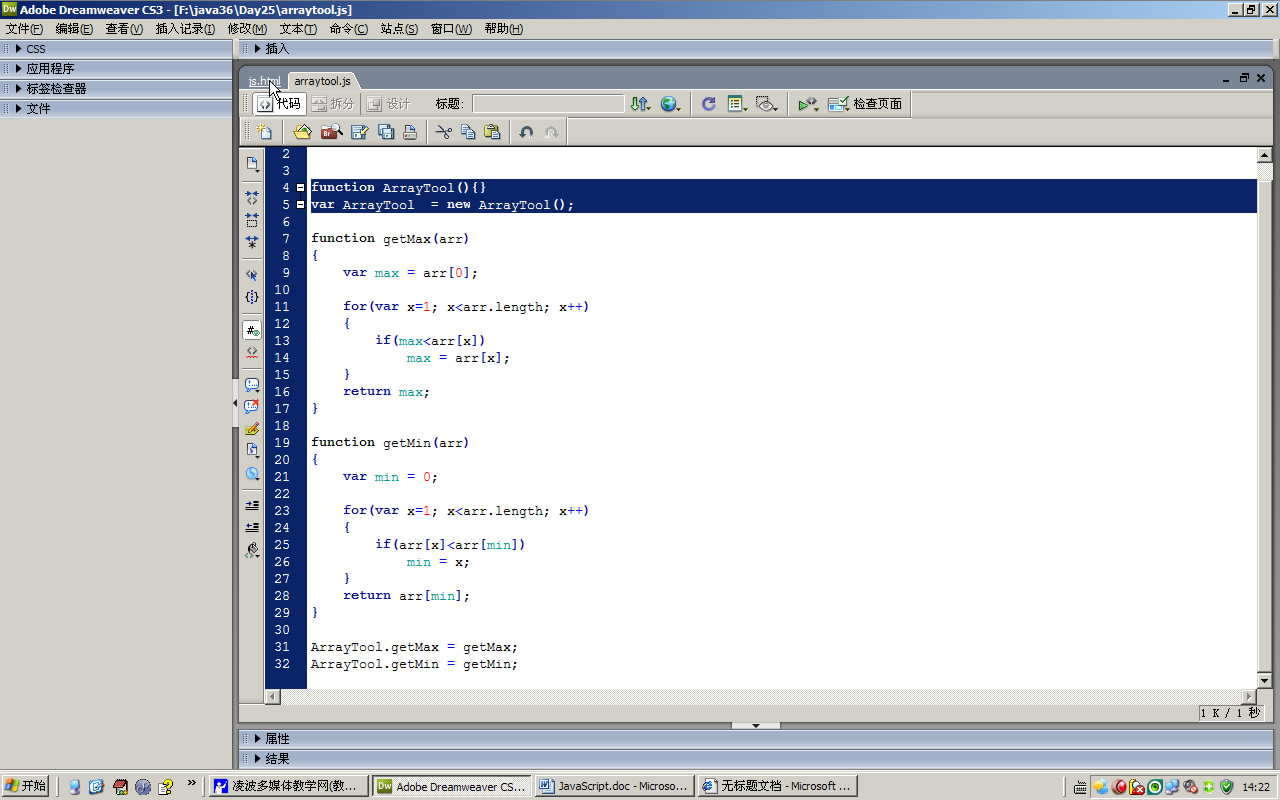 Adobe Dreamweaver CS3 - [F:\java36\Day25\arraytool.js]
文件(F) 编辑(E) 查看(V) 插入记录(I) 修改(M) 文本(T) 命令(C) 站点(S) 窗口(W) 帮助(H)
CSS
插入
应用程序
标签检查器
文件
js.html arraytool.js
代码 拆分 设计 标题: 检查页面
2
3
4 function ArrayTool(){}
5 var ArrayTool  = new ArrayTool();
6
7 function getMax(arr)
8 {
9     var max = arr[0];
10
11     for(var x=1; x<arr.length; x++)
12     {
13         if(max<arr[x])
14             max = arr[x];
15     }
16     return max;
17 }
18
19 function getMin(arr)
20 {
21     var min = 0;
22
23     for(var x=1; x<arr.length; x++)
24     {
25         if(arr[x]<arr[min])
26             min = x;
27     }
28     return arr[min];
29 }
30
31 ArrayTool.getMax = getMax;
32 ArrayTool.getMin = getMin;
1 K / 1 秒
属性
结果
开始 凌波多媒体教学网(教... Adobe Dreamweaver CS... JavaScript.doc - Microso... 无标题文档 - Microsoft ... 14:22